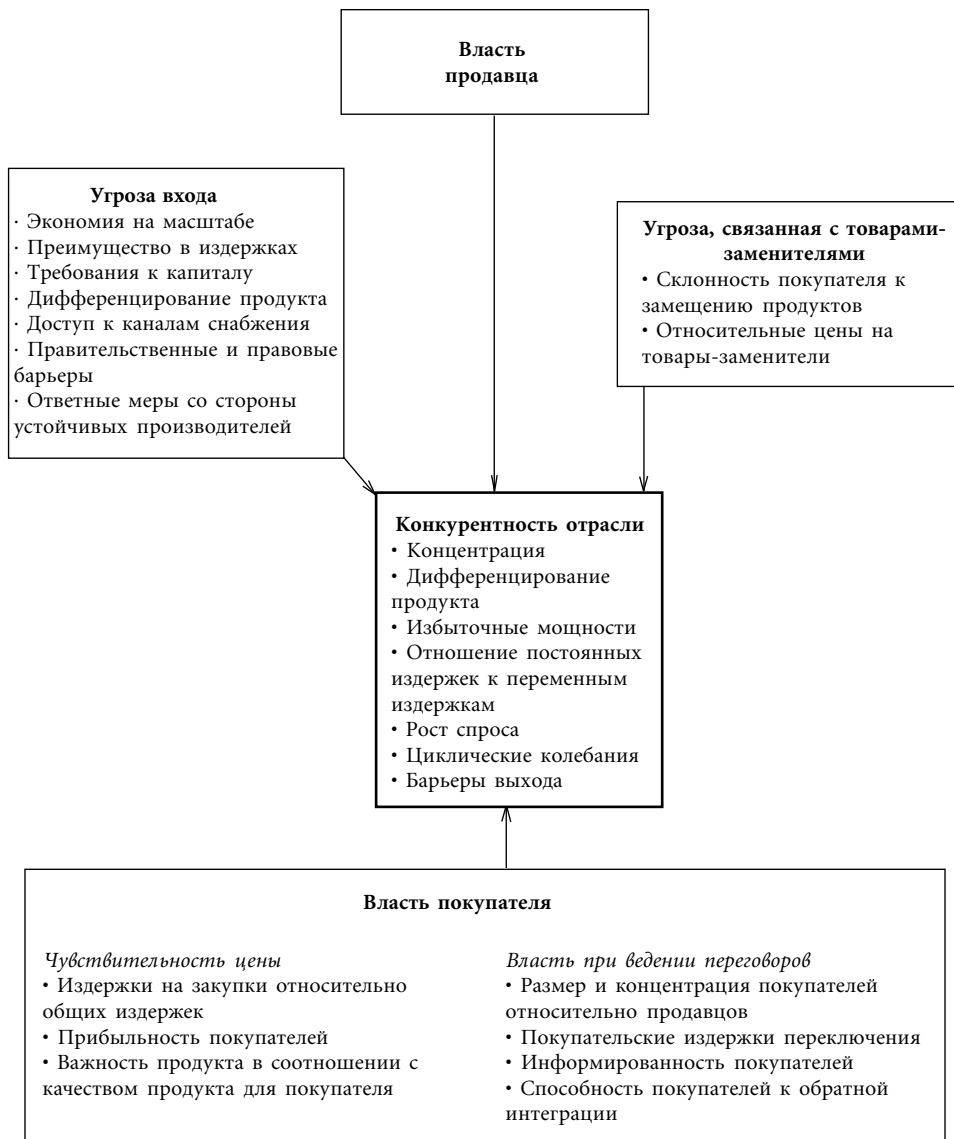 Власть
продавца
Угроза входа
· Экономия на масштабе
· Преимущество в издержках
· Требования к капиталу
· Дифференцирование продукта
· Доступ к каналам снабжения
· Правительственные и правовые
барьеры
· Ответные меры со стороны
устойчивых производителей
Угроза, связанная с товарами-
заменителями
• Склонность покупателя к
замещению продуктов
• Относительные цены на
товары-заменители
Конкурентность отрасли
• Концентрация
• Дифференцирование
продукта
• Избыточные мощности
• Отношение постоянных
издержек к переменным
издержкам
• Рост спроса
• Циклические колебания
• Барьеры выхода
Власть покупателя
Чувствительность цены
• Издержки на закупки относительно
общих издержек
• Прибыльность покупателей
• Важность продукта в соотношении с
качеством продукта для покупателя
Власть при ведении переговоров
• Размер и концентрация покупателей
относительно продавцов
• Покупательские издержки переключения
• Информированность покупателей
• Способность покупателей к обратной
интеграции